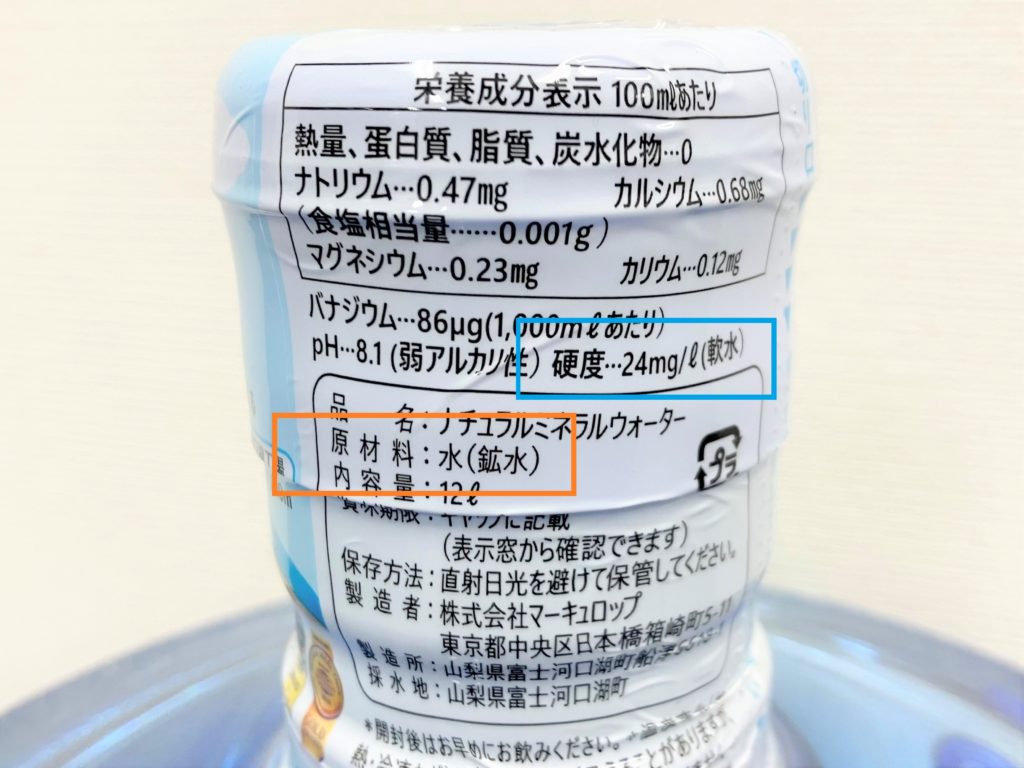 栄養成分表示 100mlあたり
熱量、蛋白質、脂質、炭水化物…0
ナトリウム…0.47mg カルシウム…0.68mg
(食塩相当量……0.001g)
マグネシウム…0.23mg カリウム…0.12mg
バナジウム…86μg(1,000mℓあたり)
pH…8.1(弱アルカリ性) 硬度…24mg/ℓ(軟水)
品名:ナチュラルミネラルウォーター
原材料:水(鉱水)
内容量:12ℓ
プラ
賞味期限:キャップに記載
(表示窓から確認できます)
保存方法:直射日光を避けて保管してください。
製造者:株式会社マーキュロップ
東京都中央区日本橋箱崎町5-11
製造所:山梨県富士河口湖町船津
採水地:山梨県富士河口湖町
*開封後はお早めにお飲みください。